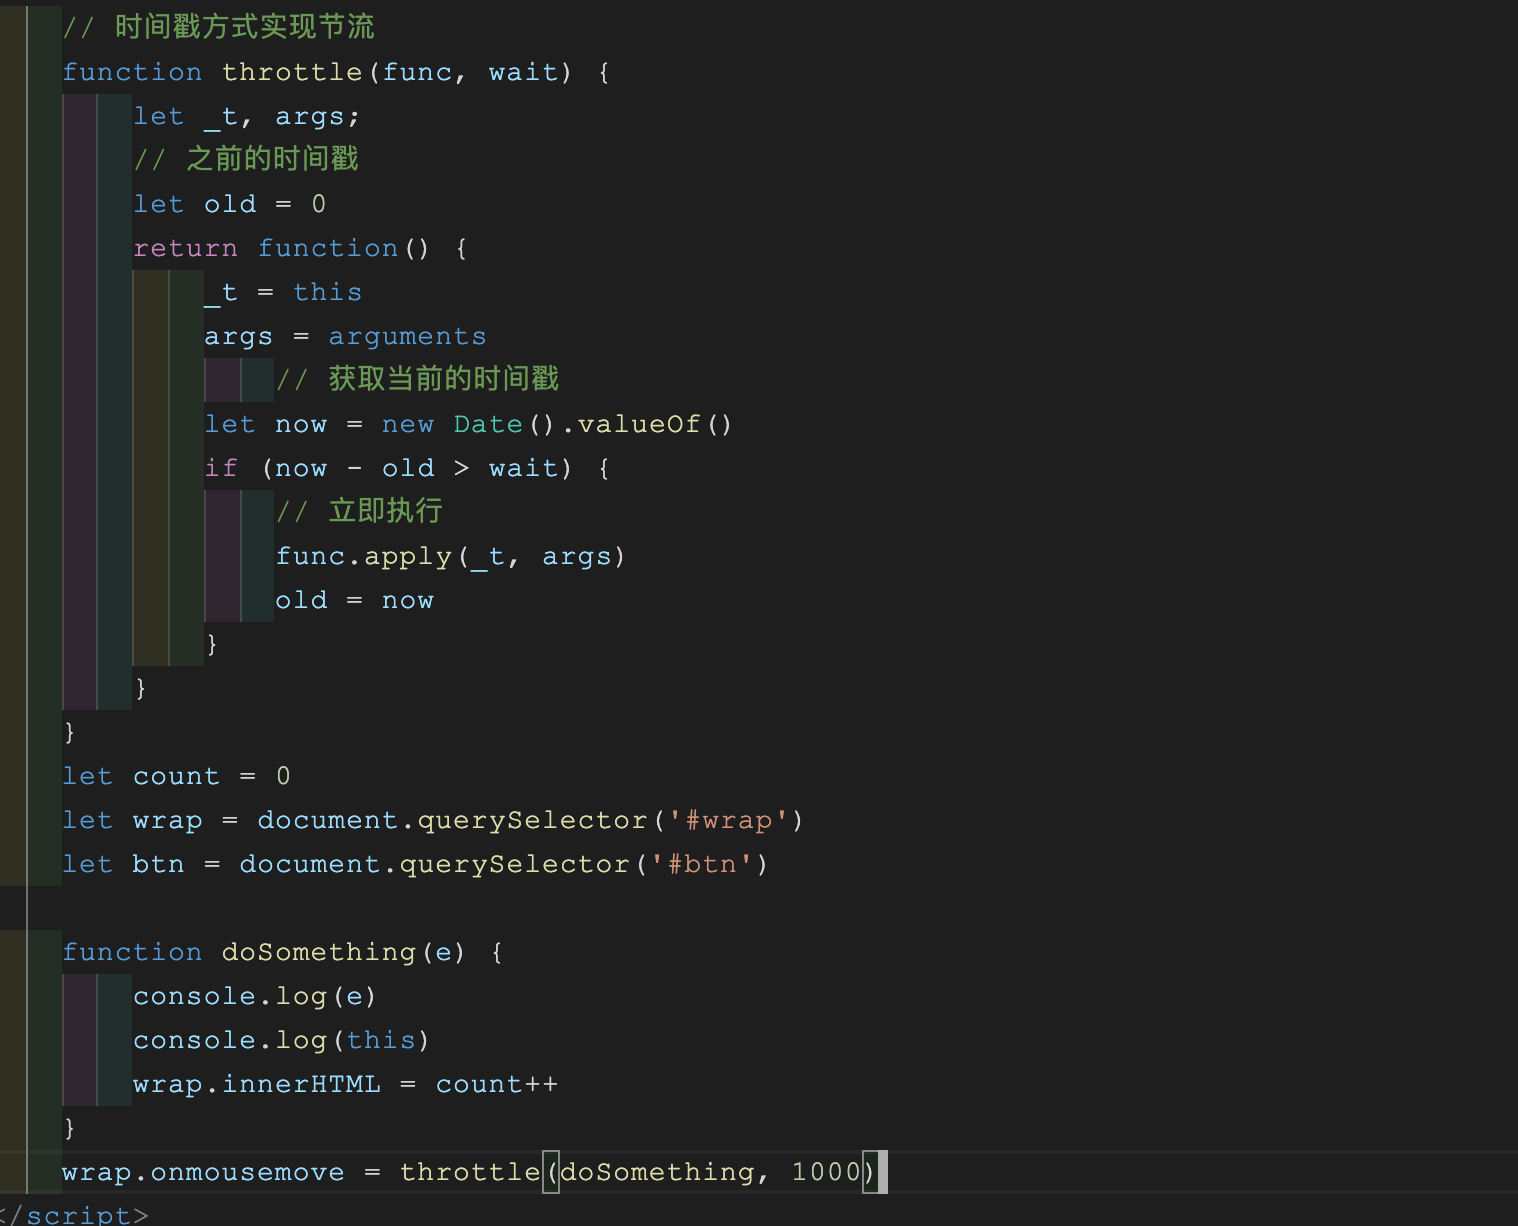 // 时间戳方式实现节流
function throttle(func, wait) {
let _t, args;
// 之前的时间戳
let old = 0
return function() {
_t = this
args = arguments
// 获取当前的时间戳
let now = new Date().valueOf()
if (now - old > wait) {
// 立即执行
func.apply(_t, args)
old = now
}
}
}
let count = 0
let wrap = document.querySelector('#wrap')
let btn = document.querySelector('#btn')
function doSomething(e) {
console.log(e)
console.log(this)
wrap.innerHTML = count++
}
wrap.onmousemove = throttle(doSomething, 1000)
</script>